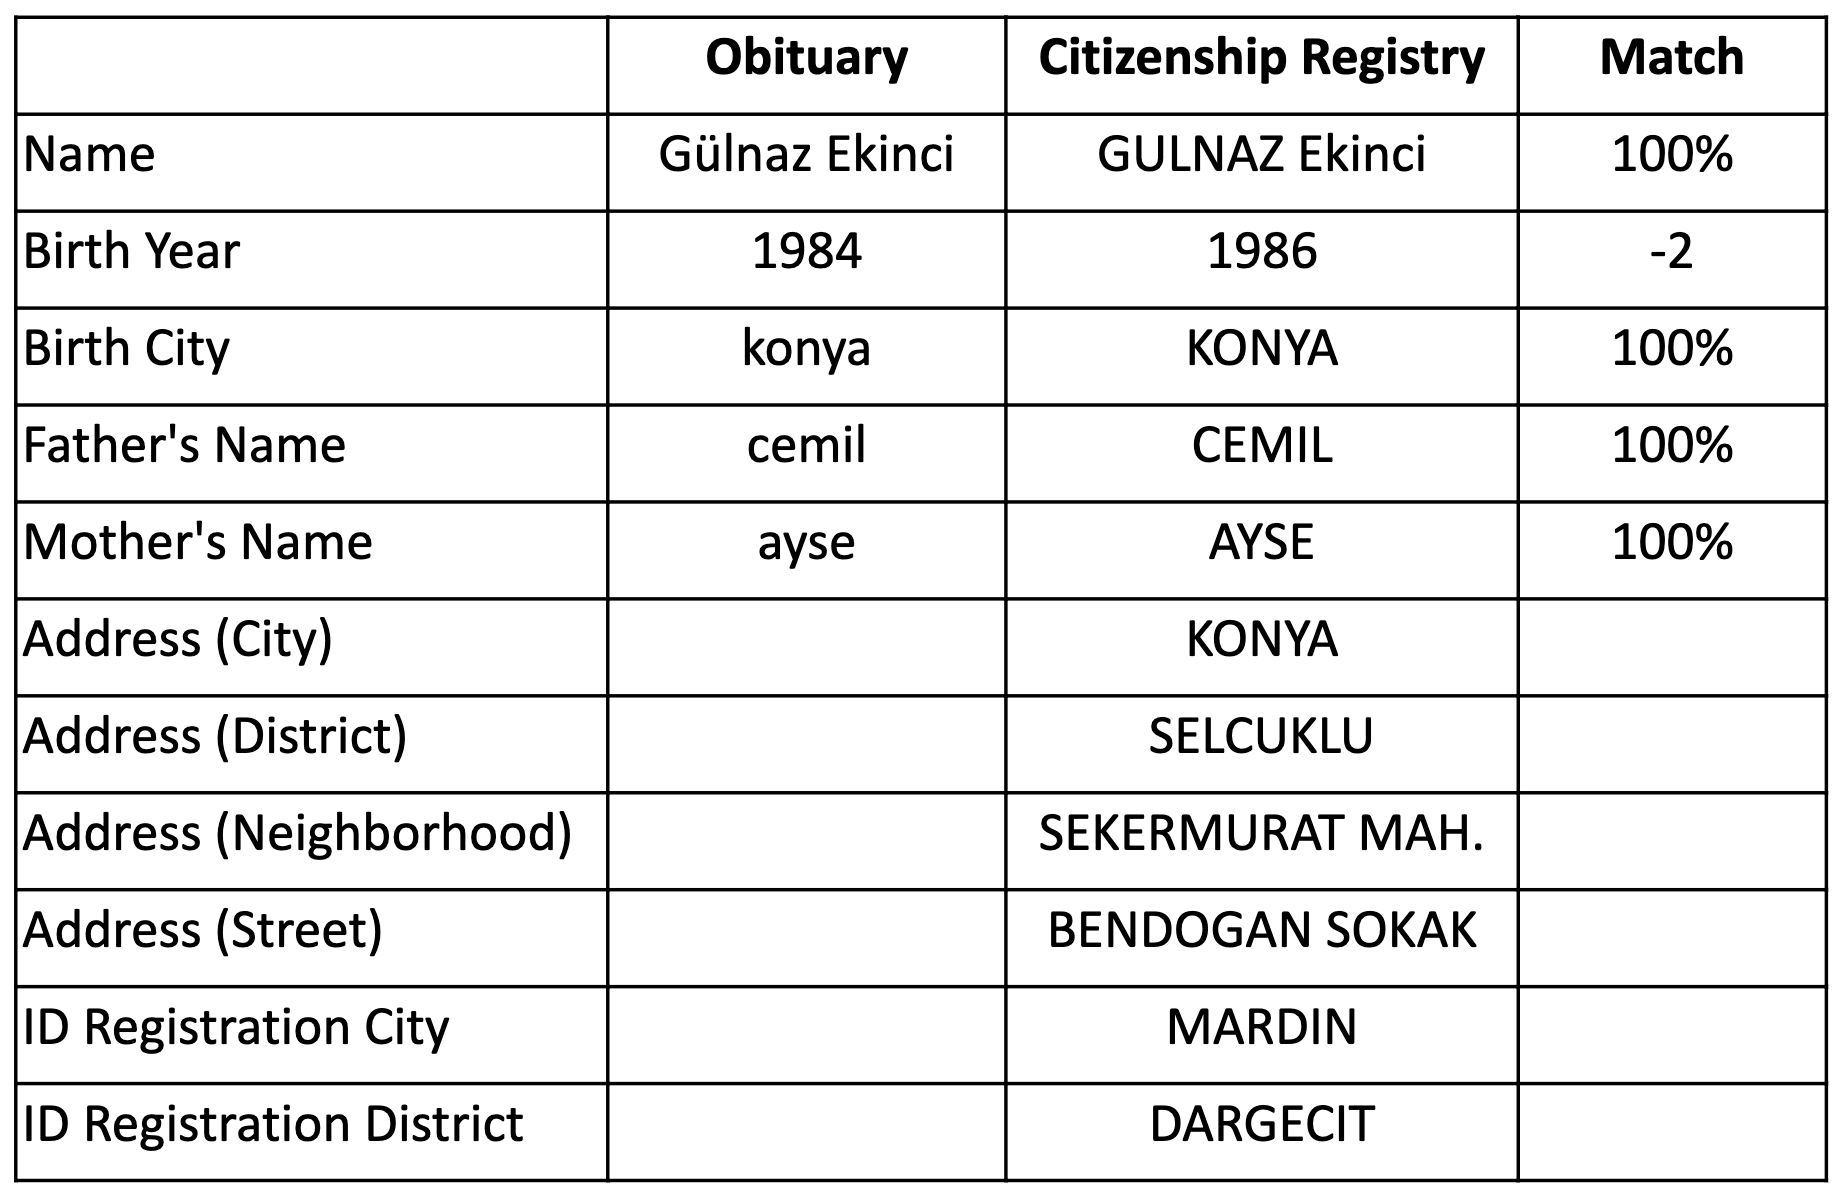 Obituary Citizenship Registry Match
Name Gülnaz Ekinci GULNAZ Ekinci 100%
Birth Year 1984 1986 -2
Birth City konya KONYA 100%
Father's Name cemil CEMIL 100%
Mother's Name ayse AYSE 100%
Address (City) KONYA
Address (District) SELCUKLU
Address (Neighborhood) SEKERMURAT MAH.
Address (Street) BENDOGAN SOKAK
ID Registration City MARDIN
ID Registration District DARGECIT